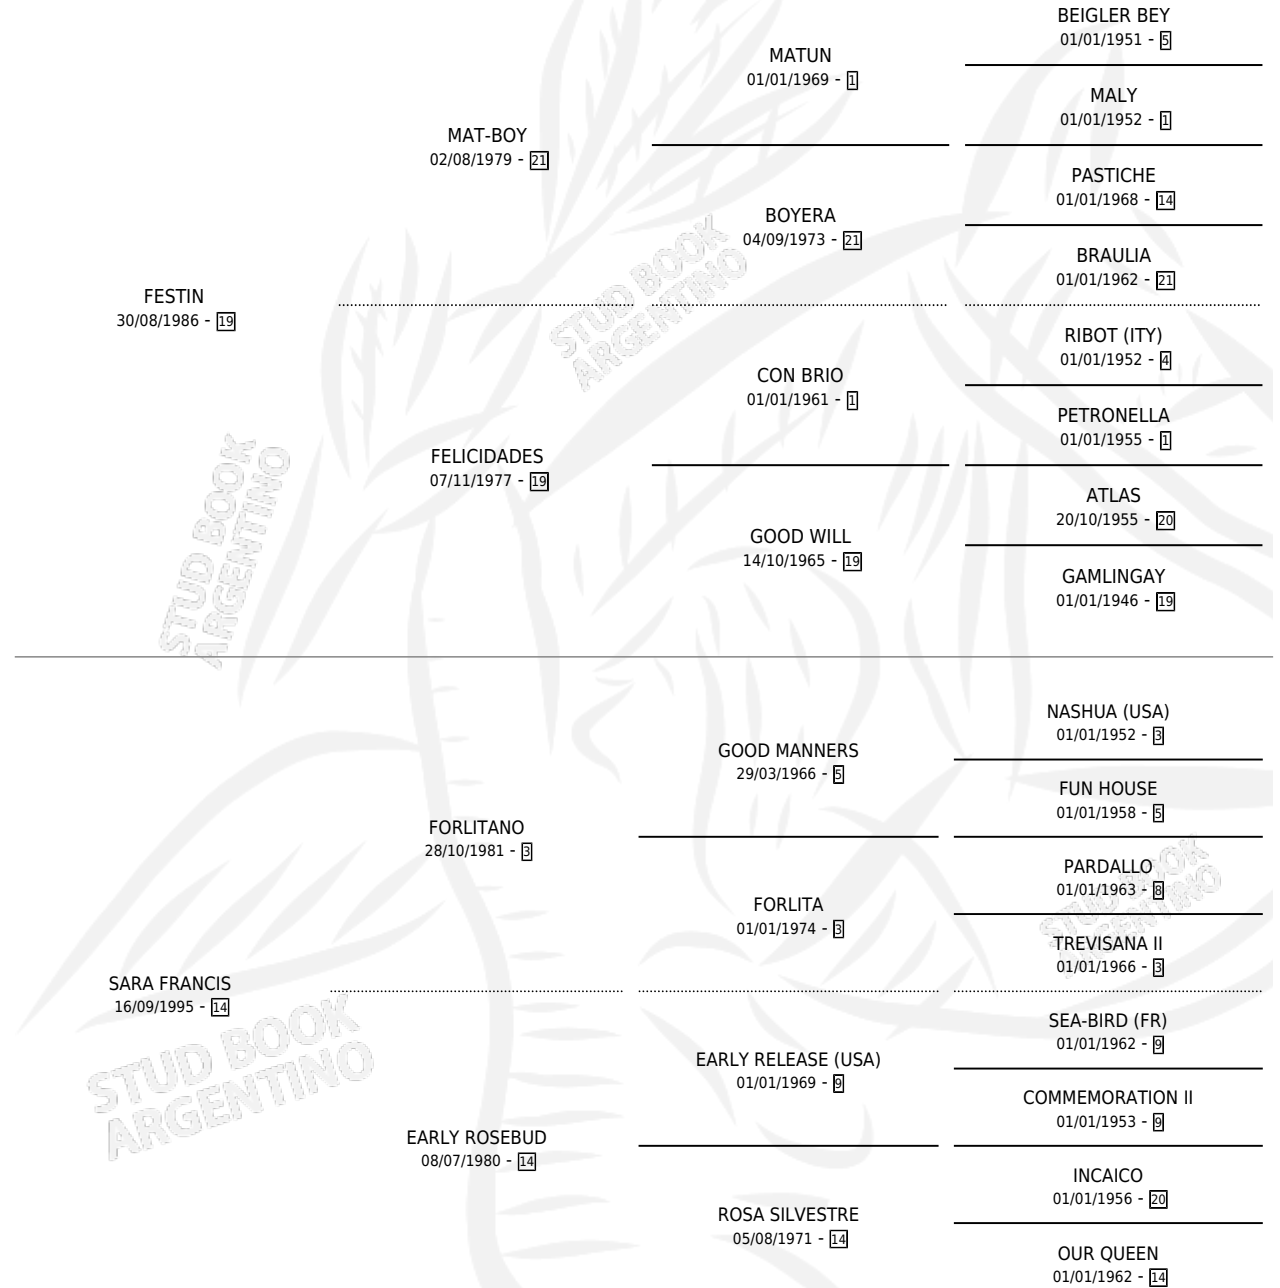 BEIGLER BEY
01/01/1951 - 5
MATUN
01/01/1969 - 1
MALY
01/01/1952 - 1
MAT-BOY
02/08/1979 - 21
PASTICHE
01/01/1968 - 14
BOYERA
04/09/1973 - 21
BRAULIA
01/01/1962 - 21
FESTIN
30/08/1986 - 19
STUD BOOK
ARGENTINO
RIBOT (ITY)
01/01/1952 - 4
CON BRIO
01/01/1961 - 1
PETRONELLA
01/01/1955 - 1
FELICIDADES
07/11/1977 - 19
ATLAS
20/10/1955 - 20
GOOD WILL
14/10/1965 - 19
GAMLINGAY
01/01/1946 - 19
STUD BOOK
ARGENTINO
NASHUA (USA)
01/01/1952 - 3
GOOD MANNERS
29/03/1966 - 5
FUN HOUSE
01/01/1958 - 5
FORLITANO
28/10/1981 - 3
PARDALLO
01/01/1963 - 8
FORLITA
01/01/1974 - 3
TREVISANA II
01/01/1966 - 3
STUD BOOK
ARGENTINO
SARA FRANCIS
16/09/1995 - 14
SEA-BIRD (FR)
01/01/1962 - 9
EARLY RELEASE (USA)
01/01/1969 - 9
COMMEMORATION II
01/01/1953 - 9
STUD BOOK
ARGENTINO
EARLY ROSEBUD
08/07/1980 - 14
INCAICO
01/01/1956 - 20
ROSA SILVESTRE
05/08/1971 - 14
OUR QUEEN
01/01/1962 - 14